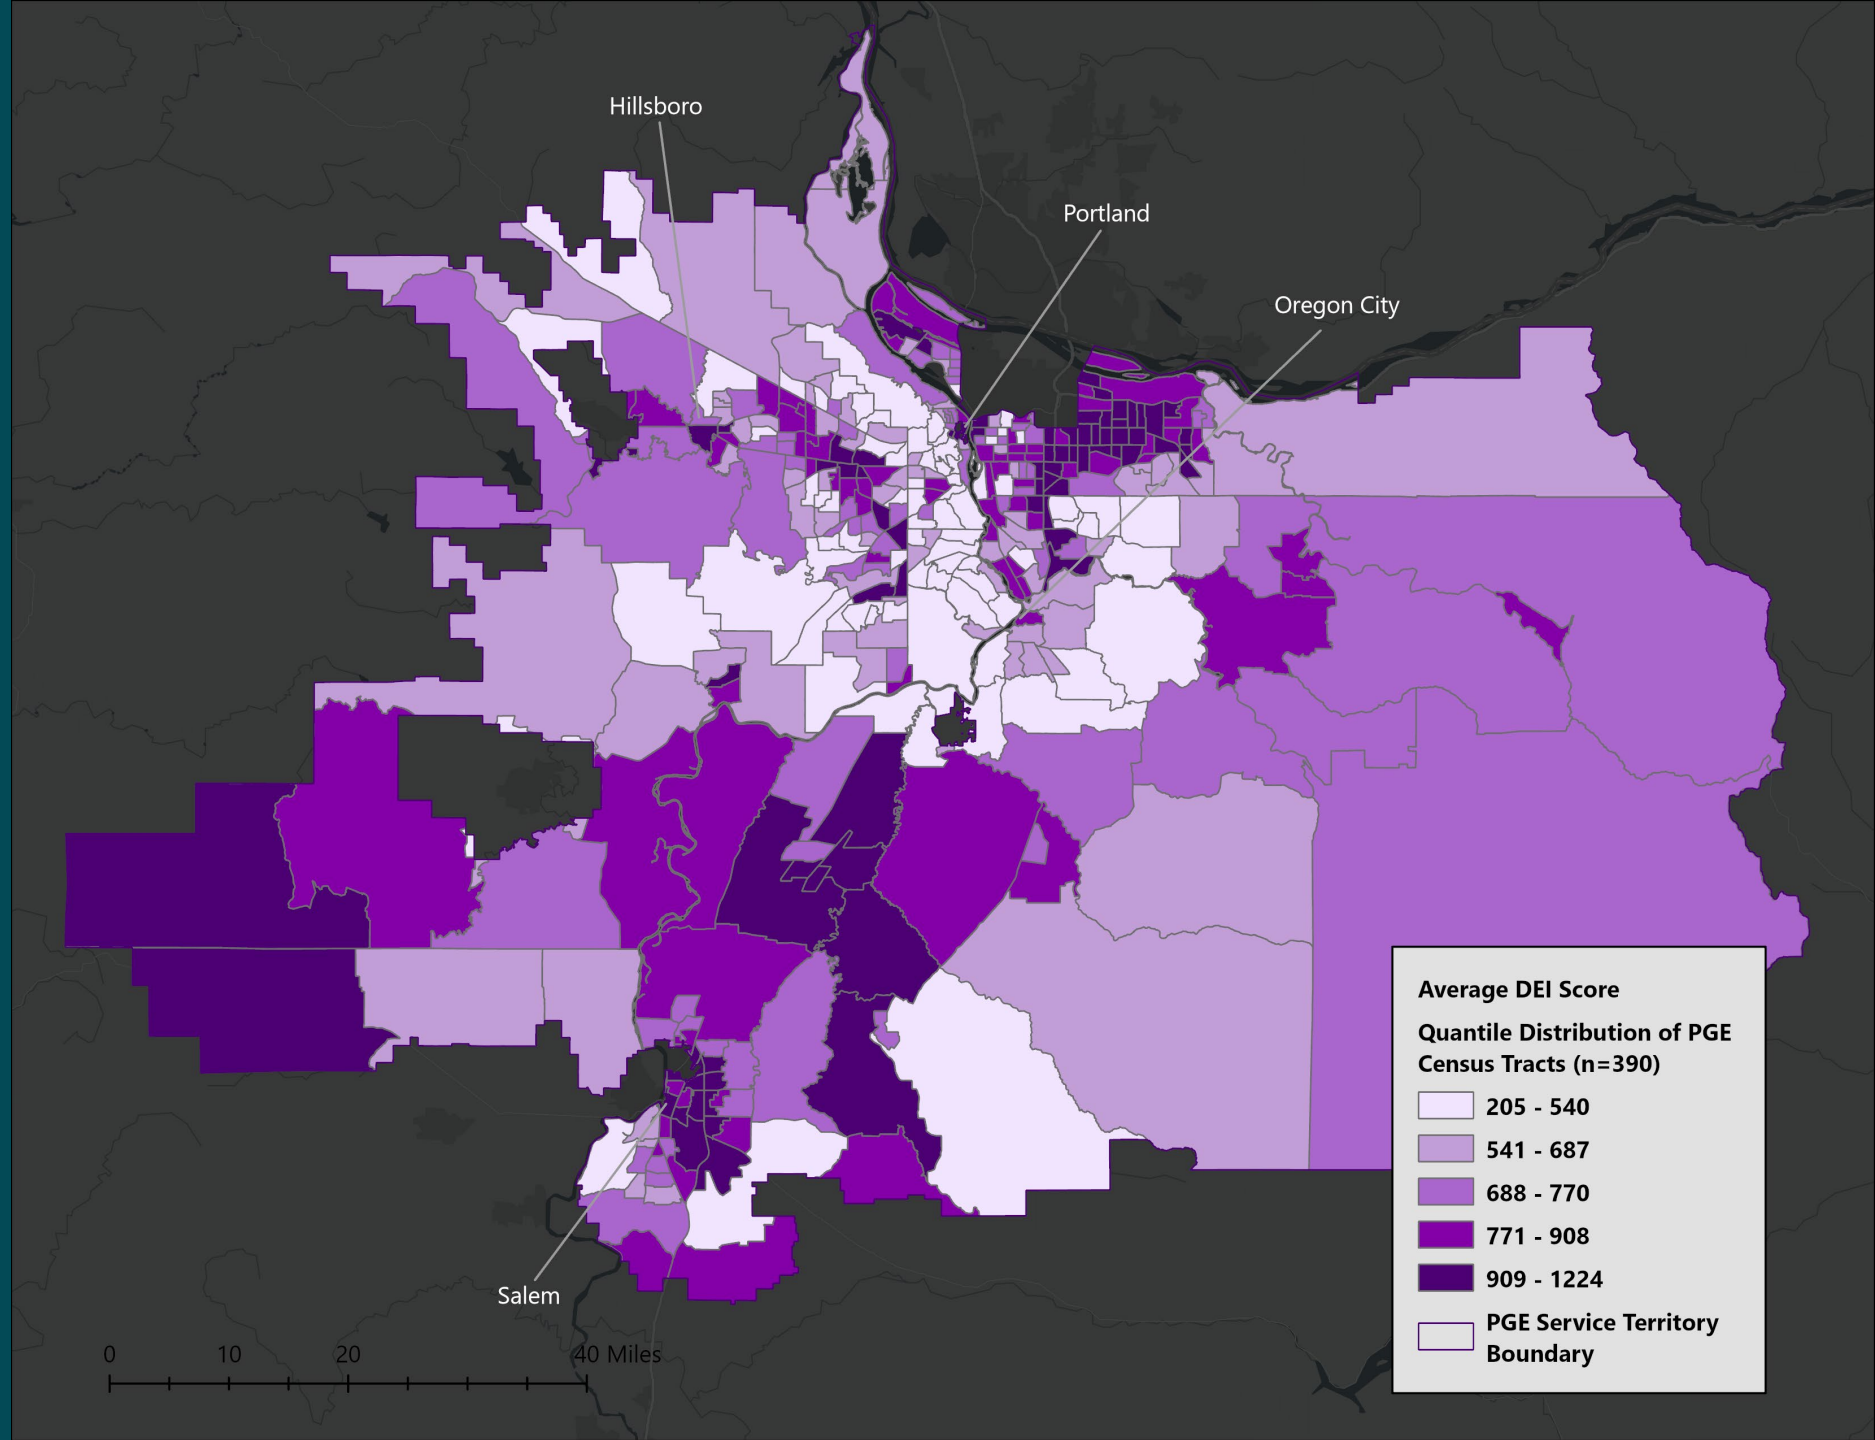 Hillsboro
Portland
Oregon City
Salem
0 10 20 40 Miles
Average DEI Score
Quantile Distribution of PGE
Census Tracts (n=390)
205 - 540
541 - 687
688 - 770
771 - 908
909 - 1224
PGE Service Territory
Boundary